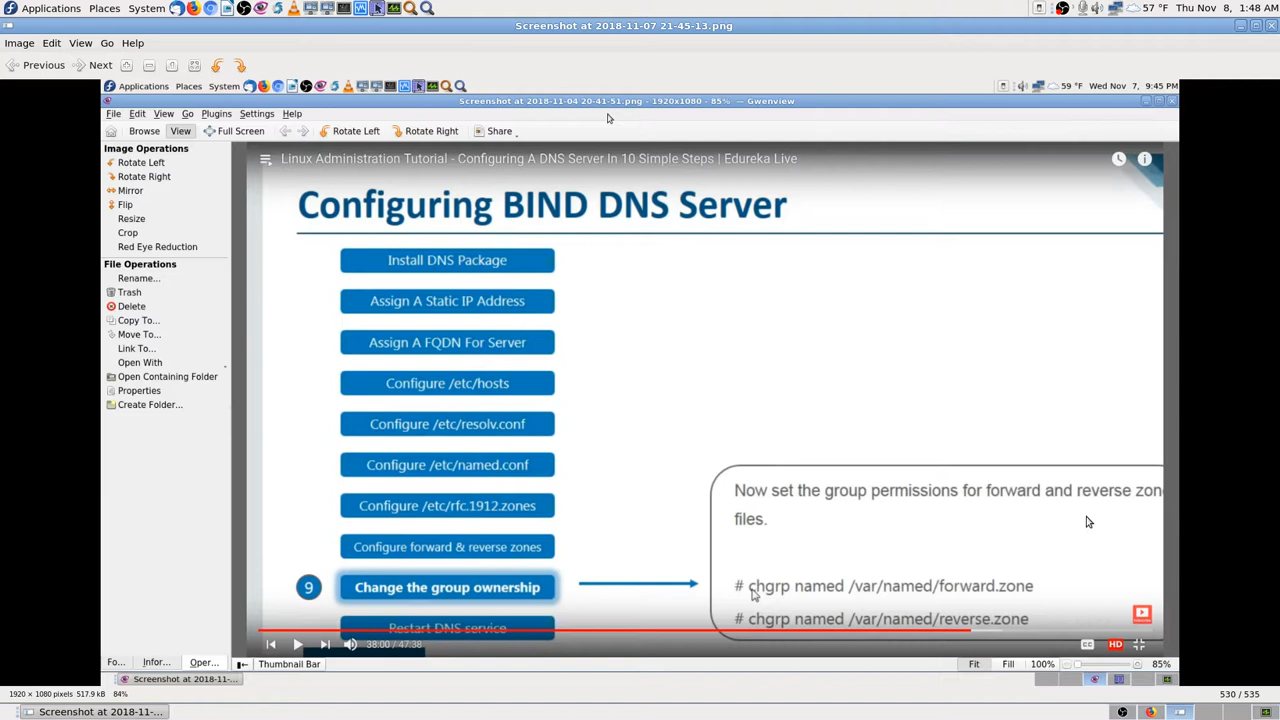 Applications Places System 57 °F Thu Nov 8, 1:48 AM
Screenshot at 2018-11-07 21-45-13.png
Image Edit View Go Help
Previous Next
Applications Places System 59 °F Wed Nov 7, 9:45 PM
Screenshot at 2018-11-04 20-41-51.png - 1920x1080 - 85% — Gwenview
File Edit View Go Plugins Settings Help
Browse View Full Screen Rotate Left Rotate Right Share
Image Operations
Rotate Left
Rotate Right
Mirror
Flip
Resize
Crop
Red Eye Reduction
File Operations
Rename...
Trash
Delete
Copy To...
Move To...
Link To...
Open With
Open Containing Folder
Properties
Create Folder...
Linux Administration Tutorial - Configuring A DNS Server In 10 Simple Steps | Edureka Live
Configuring BIND DNS Server
Install DNS Package
Assign A Static IP Address
Assign A FQDN For Server
Configure /etc/hosts
Configure /etc/resolv.conf
Configure /etc/named.conf
Configure /etc/rfc.1912.zones
Configure forward & reverse zones
9 Change the group ownership
Restart DNS service
Now set the group permissions for forward and reverse zon
files.
# chgrp named /var/named/forward.zone
# chgrp named /var/named/reverse.zone
38:00 / 47:38 CC HD
Fo... Infor... Oper... Thumbnail Bar Fit Fill 100% 85%
Screenshot at 2018-11-...
1920 × 1080 pixels 517.9 kB 84% 530 / 535
Screenshot at 2018-11-...